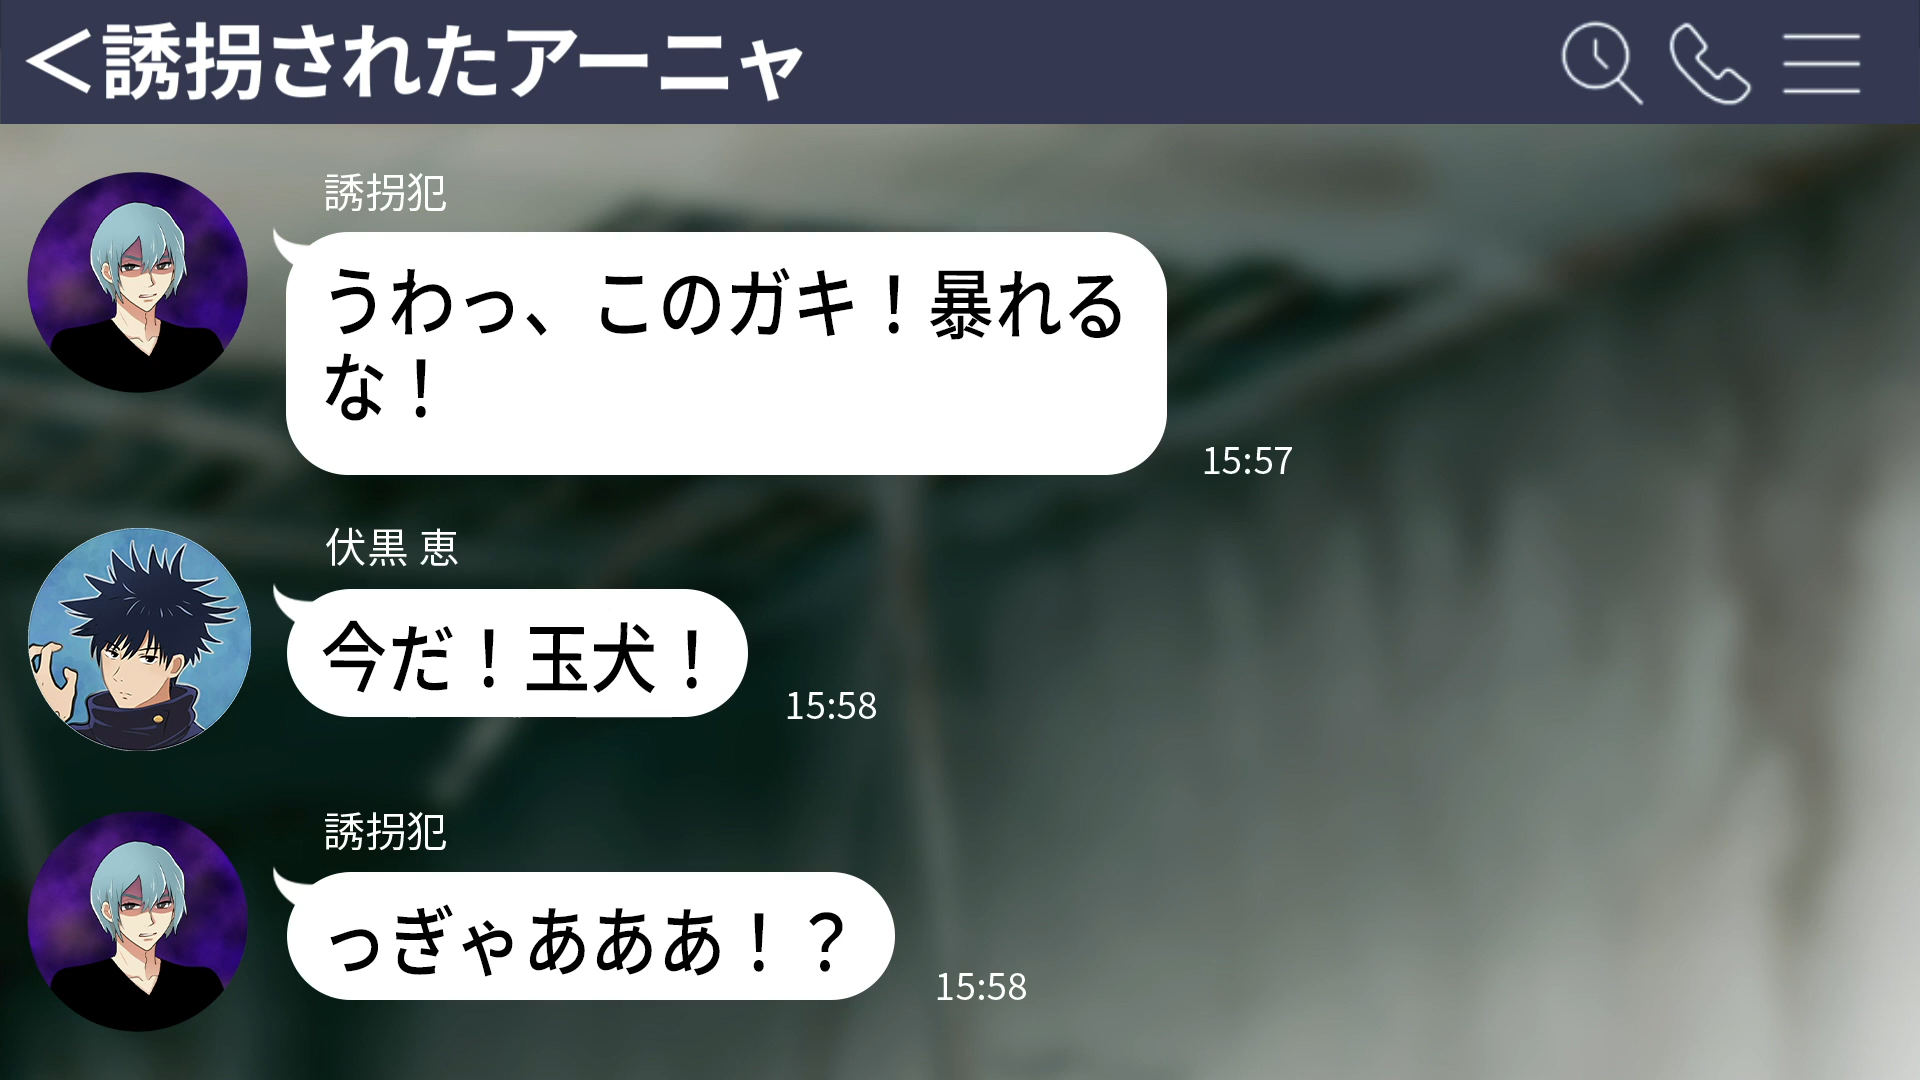 ＜誘拐されたアーニャ
誘拐犯
うわっ、このガキ！暴れる
な！
15:57
伏黒 恵
今だ！玉犬！
15:58
誘拐犯
っぎゃあああ！？
15:58